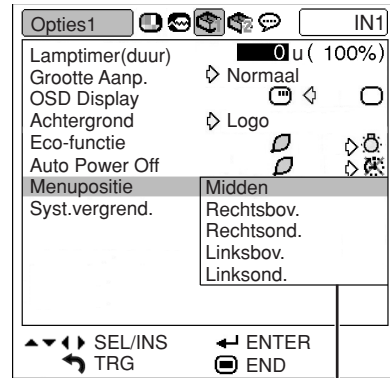 Opties1 IN1
Lamptimer(duur) 0 u ( 100%)
Grootte Aanp. Normaal
OSD Display
Achtergrond Logo
Eco-functie
Auto Power Off
Menupositie Midden
Syst.vergrend. Rechtsbov.
Rechtsond.
Linksbov.
Linksond.
SEL/INS ENTER
TRG END